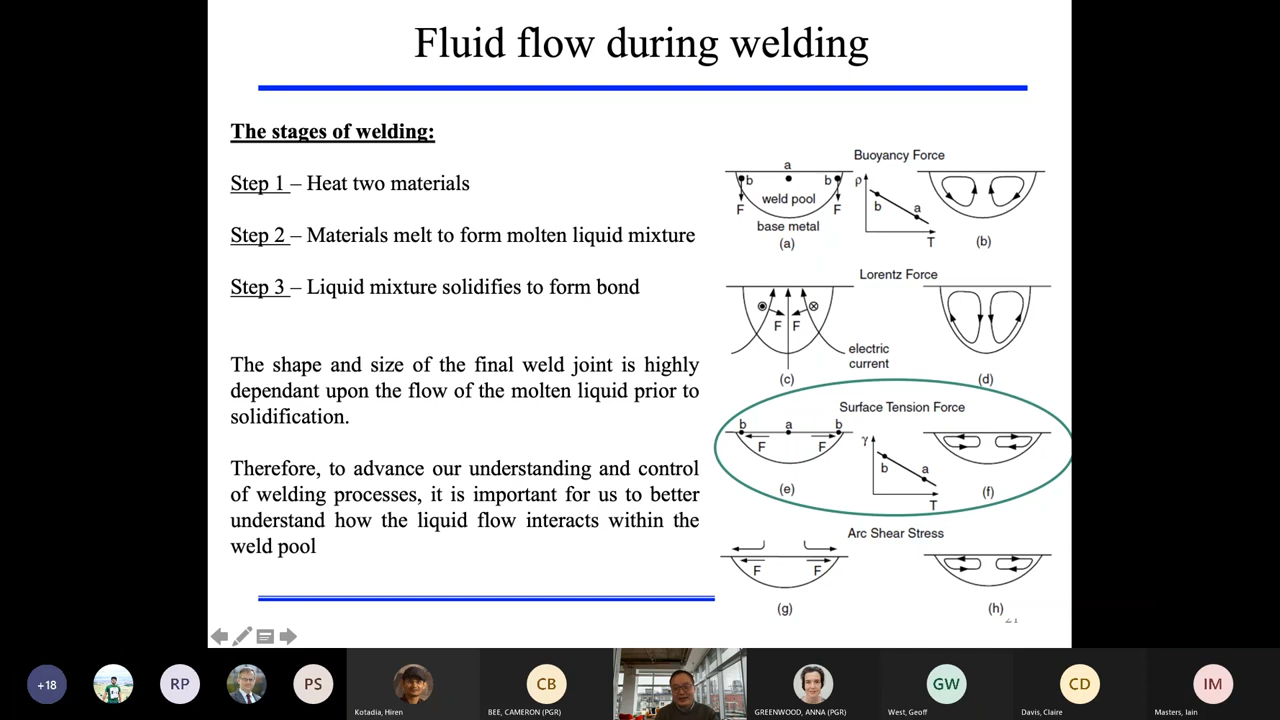 Fluid flow during welding
The stages of welding:
Step 1 – Heat two materials
Step 2 – Materials melt to form molten liquid mixture
Step 3 – Liquid mixture solidifies to form bond
The shape and size of the final weld joint is highly
dependant upon the flow of the molten liquid prior to
solidification.
Therefore, to advance our understanding and control
of welding processes, it is important for us to better
understand how the liquid flow interacts within the
weld pool
Buoyancy Force
a
b b
F F
weld pool
base metal
(a)
ρ
b a
T
(b)
Lorentz Force
F F
electric
current
(c)
(d)
Surface Tension Force
b a b
F F
(e)
γ
b a
T
(f)
Arc Shear Stress
F F
(g)
(h)
+18
RP
PS
Kotadia, Hiren
CB
BEE, CAMERON (PGR)
GREENWOOD, ANNA (PGR)
GW
West, Geoff
CD
Davis, Claire
IM
Masters, Iain